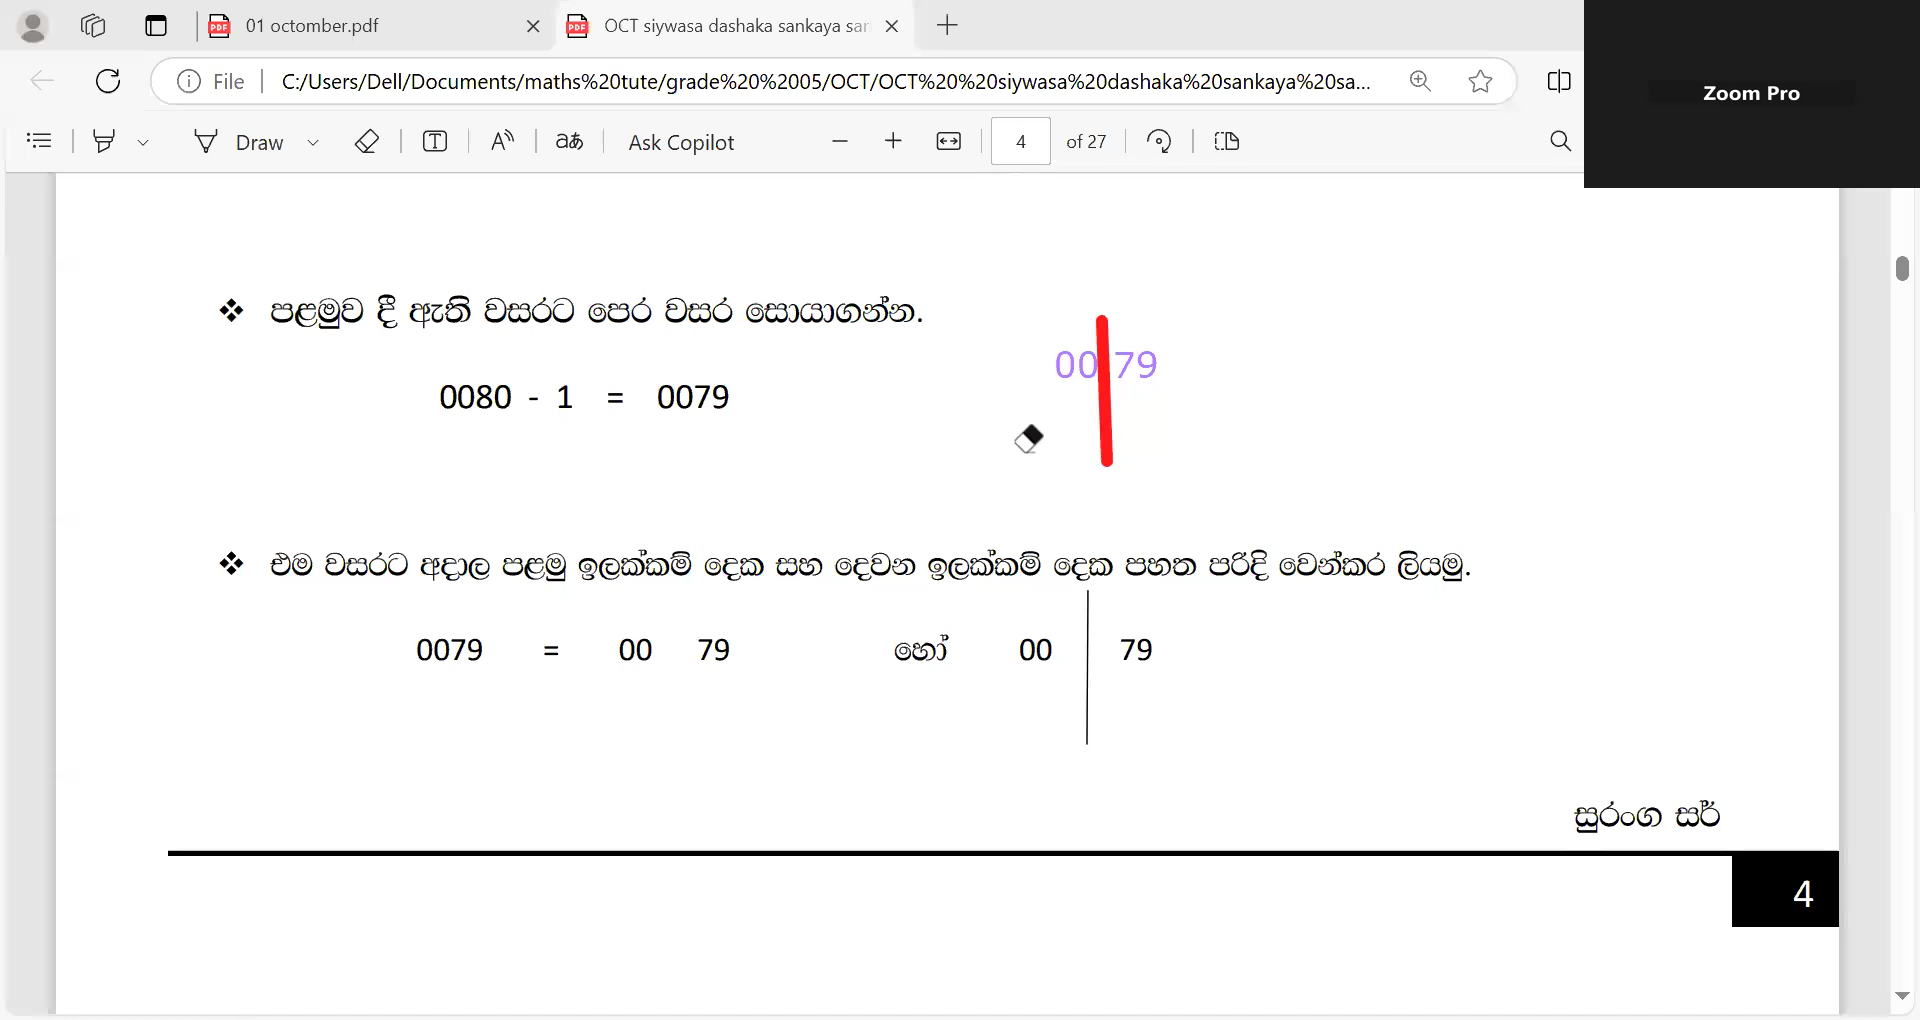 01 octomber.pdf
OCT siywasa dashaka sankaya sar
File
C:/Users/Dell/Documents/maths%20tute/grade%20%2005/OCT/OCT%20%20siywasa%20dashaka%20sankaya%20sa...
Zoom Pro
Draw
Ask Copilot
4 of 27
❖ පළමුව දී ඇති වසරට පෙර වසර සොයාගන්න.
00 79
0080 - 1 = 0079
❖ එම වසරට අදාල පළමු ඉලක්කම් දෙක සහ දෙවන ඉලක්කම් දෙක පහත පරිදි වෙන්කර ලියමු.
0079 = 00 79 හෝ 00 79
සුරංග සර්
4